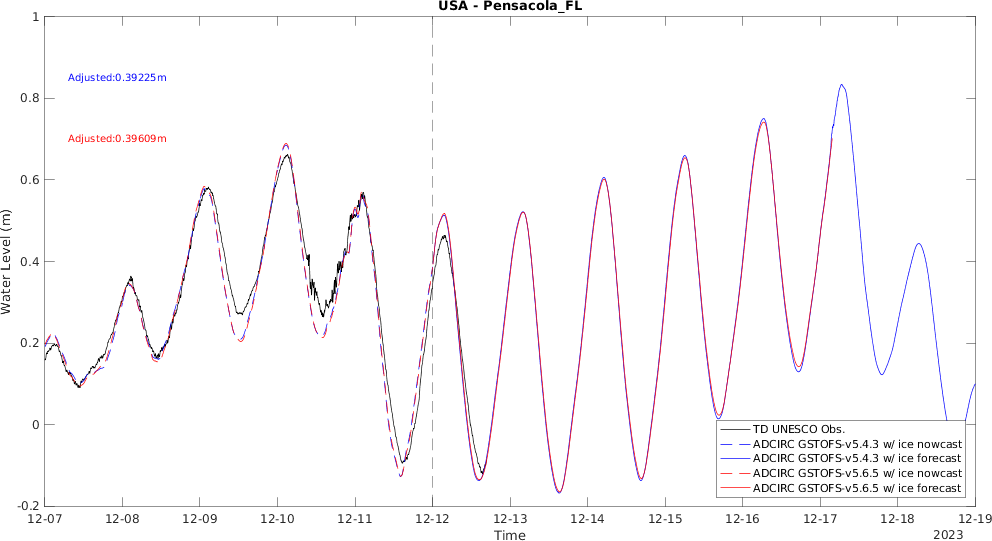 USA - Pensacola_FL
1
Adjusted:0.39225m
0.8
Adjusted:0.39609m
0.6
0.4
0.2
0
-0.2
Water Level (m)
TD UNESCO Obs.
ADCIRC GSTOFS-v5.4.3 w/ ice nowcast
ADCIRC GSTOFS-v5.4.3 w/ ice forecast
ADCIRC GSTOFS-v5.6.5 w/ ice nowcast
ADCIRC GSTOFS-v5.6.5 w/ ice forecast
12-07 12-08 12-09 12-10 12-11 12-12 12-13 12-14 12-15 12-16 12-17 12-18 12-19
Time
2023